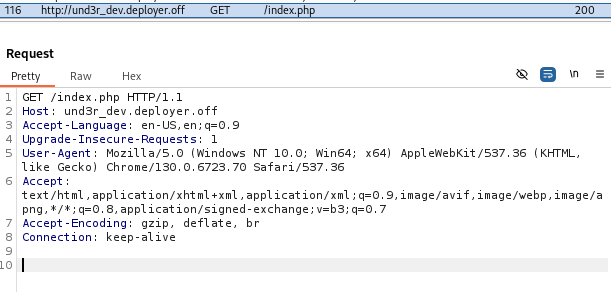 116 http://und3r_dev.deployer.off GET /index.php 200
Request
Pretty Raw Hex
\n
1 GET /index.php HTTP/1.1
2 Host: und3r_dev.deployer.off
3 Accept-Language: en-US,en;q=0.9
4 Upgrade-Insecure-Requests: 1
5 User-Agent: Mozilla/5.0 (Windows NT 10.0; Win64; x64) AppleWebKit/537.36 (KHTML,
like Gecko) Chrome/130.0.6723.70 Safari/537.36
6 Accept:
text/html,application/xhtml+xml,application/xml;q=0.9,image/avif,image/webp,image/a
png,*/*;q=0.8,application/signed-exchange;v=b3;q=0.7
7 Accept-Encoding: gzip, deflate, br
8 Connection: keep-alive
9
10